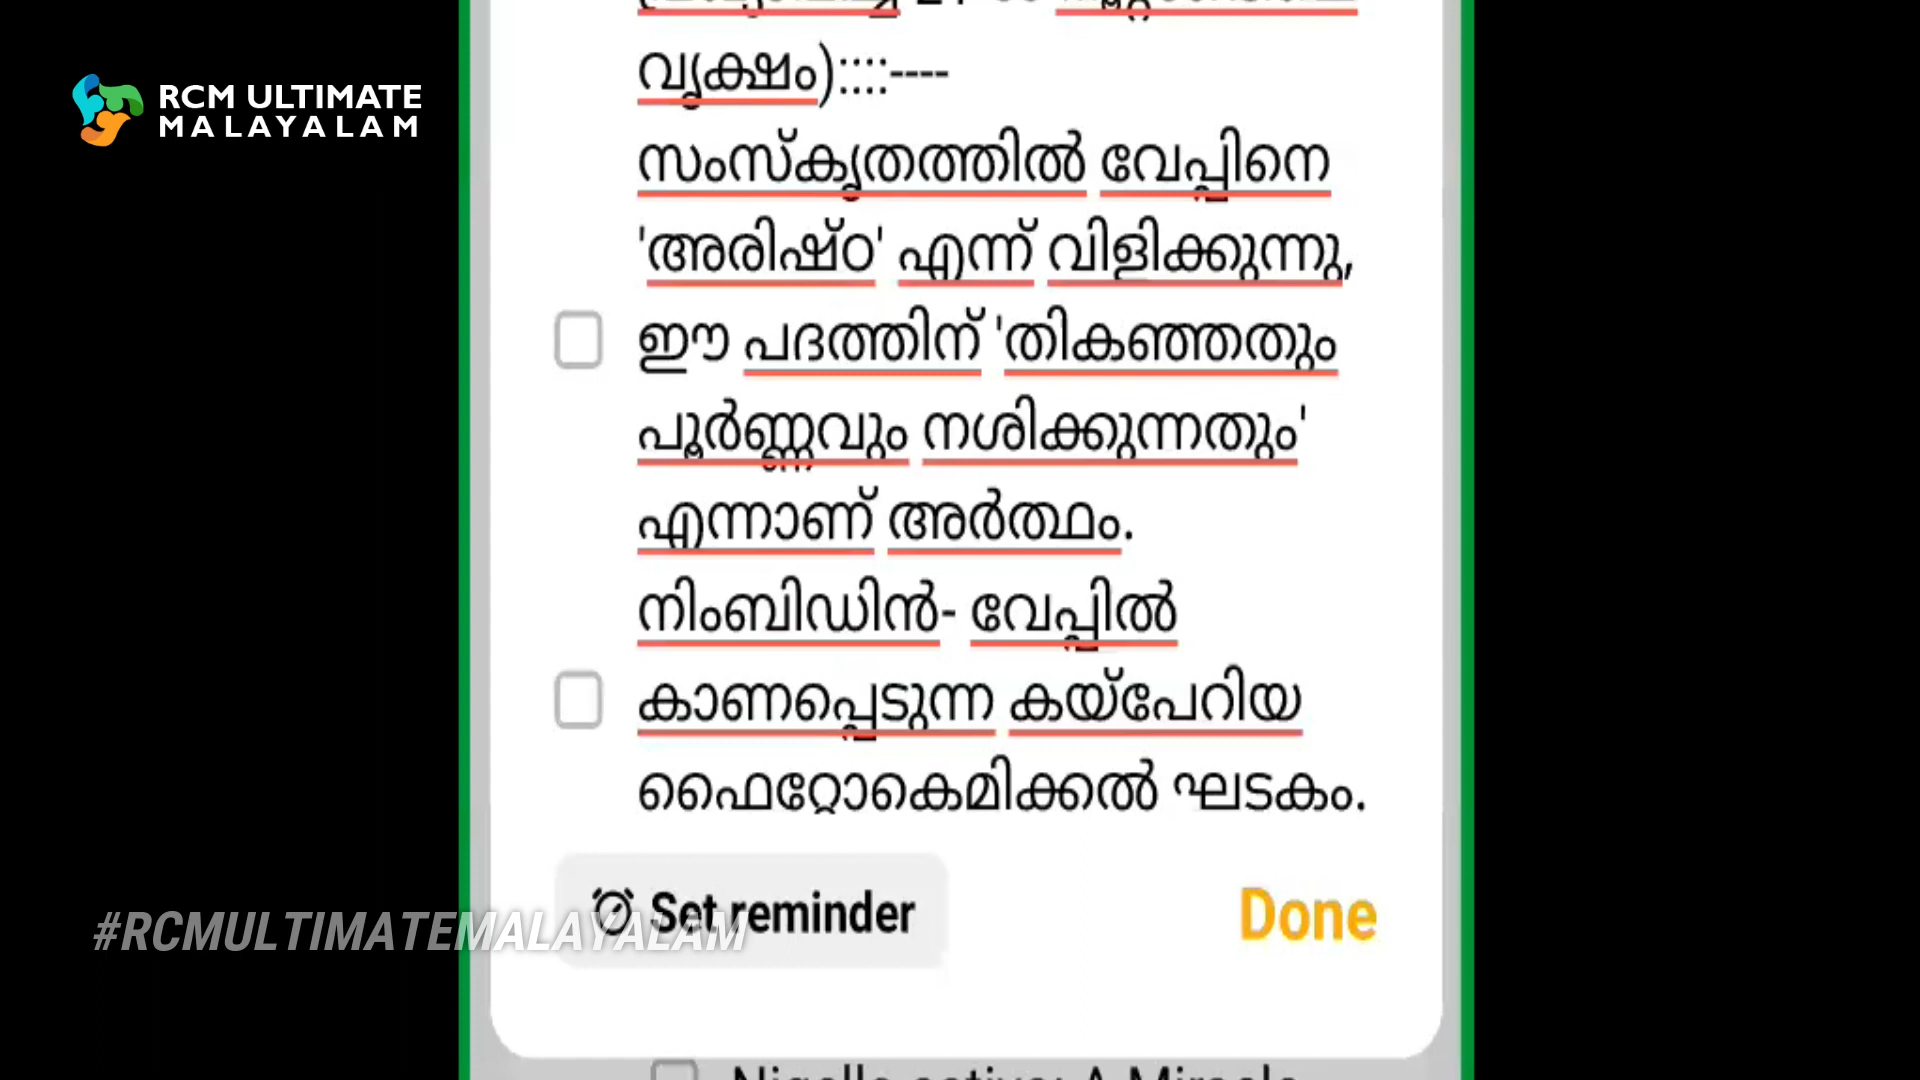 RCM ULTIMATE
MALAYALAM
വൃക്ഷം)::::----
സംസ്കൃതത്തിൽ വേപ്പിനെ
'അരിഷ്ഠ' എന്ന് വിളിക്കുന്നു,
ഈ പദത്തിന് 'തികഞ്ഞതും
പൂർണ്ണവും നശിക്കുന്നതും'
എന്നാണ് അർത്ഥം.
നിംബിഡിൻ- വേപ്പിൽ
കാണപ്പെടുന്ന കയ്പേറിയ
ഫൈറ്റോകെമിക്കൽ ഘടകം.
Set reminder
Done
#RCMULTIMATEMALAYALAM